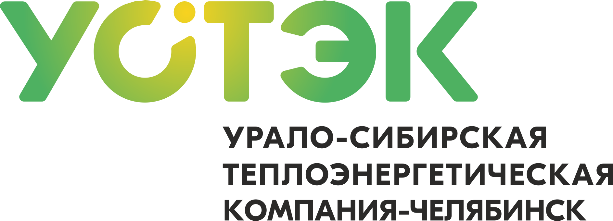 УСТЭК
УРАЛО-СИБИРСКАЯ
ТЕПЛОЭНЕРГЕТИЧЕСКАЯ
КОМПАНИЯ-ЧЕЛЯБИНСК